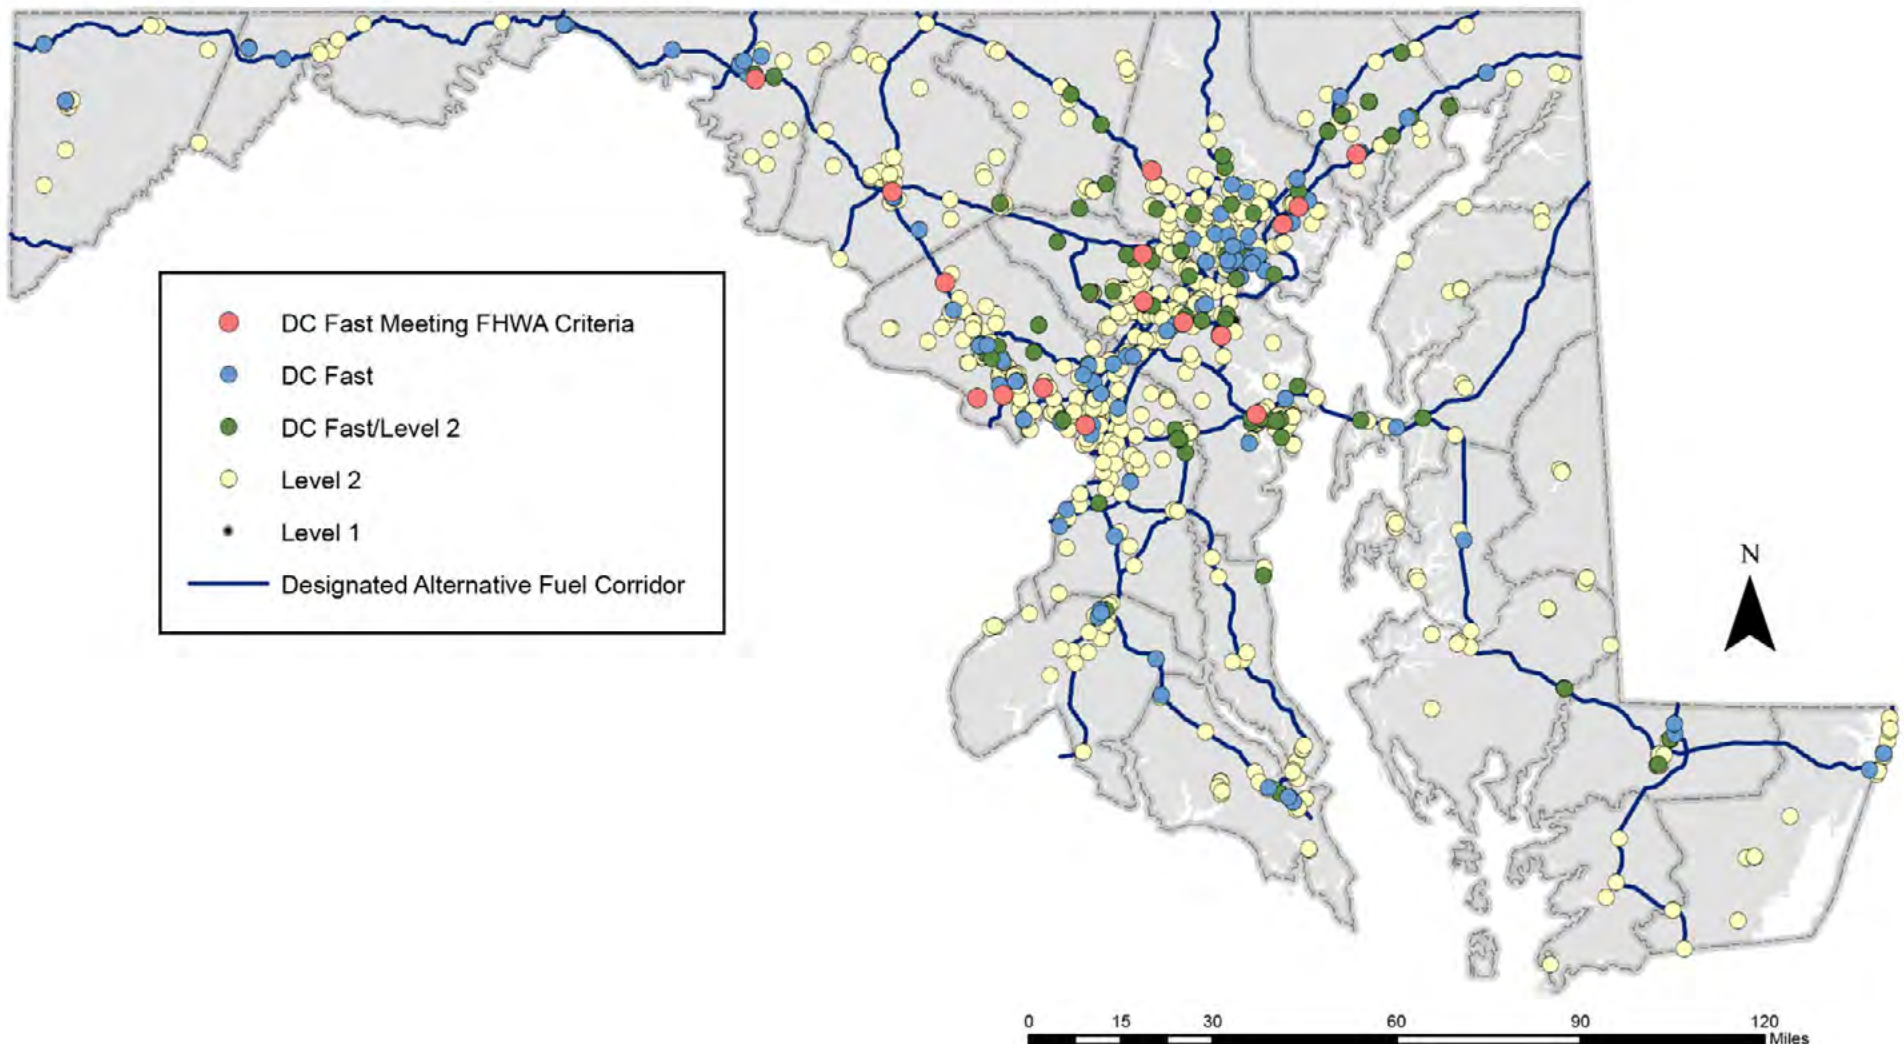 DC Fast Meeting FHWA Criteria
DC Fast
DC Fast/Level 2
Level 2
Level 1
Designated Alternative Fuel Corridor
N
0 15 30 60 90 120
Miles